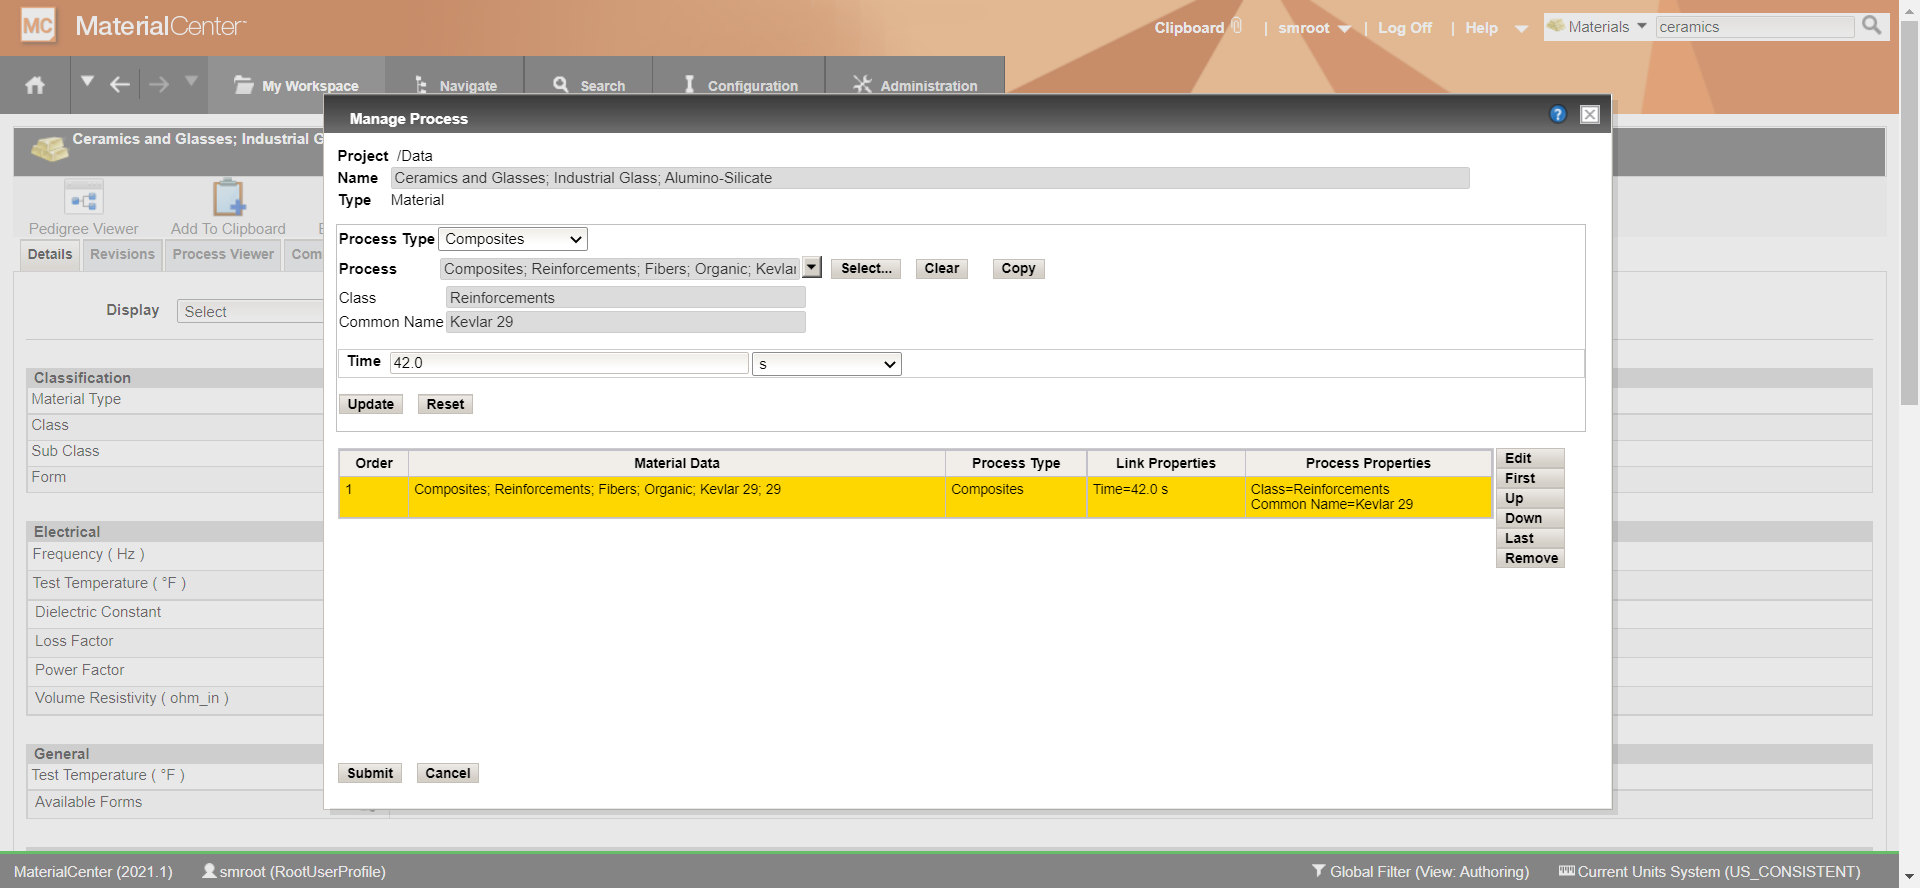 MC MaterialCenter
Clipboard | smroot | Log Off | Help Materials ceramics
My Workspace Navigate Search Configuration Administration
Manage Process ?
Ceramics and Glasses; Industrial G
Pedigree Viewer Add To Clipboard
Details Revisions Process Viewer Com
Display Select
Classification
Material Type
Class
Sub Class
Form
Electrical
Frequency ( Hz )
Test Temperature ( °F )
Dielectric Constant
Loss Factor
Power Factor
Volume Resistivity ( ohm_in )
General
Test Temperature ( °F )
Available Forms
Project /Data
Name Ceramics and Glasses; Industrial Glass; Alumino-Silicate
Type Material
Process Type Composites
Process Composites; Reinforcements; Fibers; Organic; Kevlar Select... Clear Copy
Class Reinforcements
Common Name Kevlar 29
Time 42.0 s
Update Reset
Order Material Data Process Type Link Properties Process Properties
1 Composites; Reinforcements; Fibers; Organic; Kevlar 29; 29 Composites Time=42.0 s Class=Reinforcements
Common Name=Kevlar 29
Edit
First
Up
Down
Last
Remove
Submit Cancel
MaterialCenter (2021.1) smroot (RootUserProfile) Global Filter (View: Authoring) Current Units System (US_CONSISTENT)